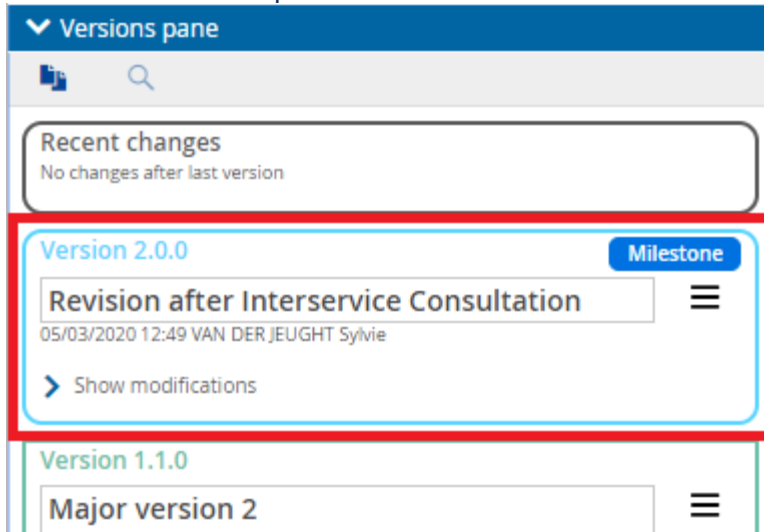 Versions pane
Recent changes
No changes after last version
Version 2.0.0
Milestone
Revision after Interservice Consultation
05/03/2020 12:49 VAN DER JEUGHT Sylvie
Show modifications
Version 1.1.0
Major version 2